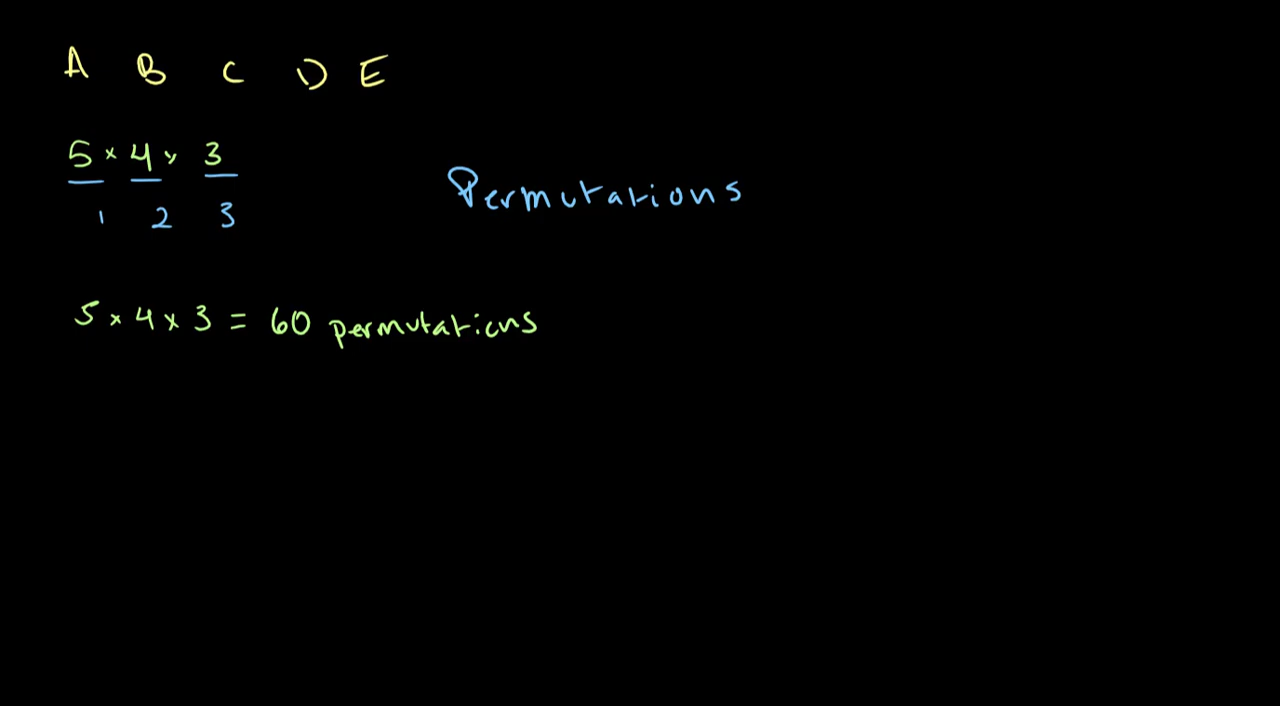 A B C D E
5 × 4 × 3
1 2 3
Permutations
5 × 4 × 3 = 60 permutations